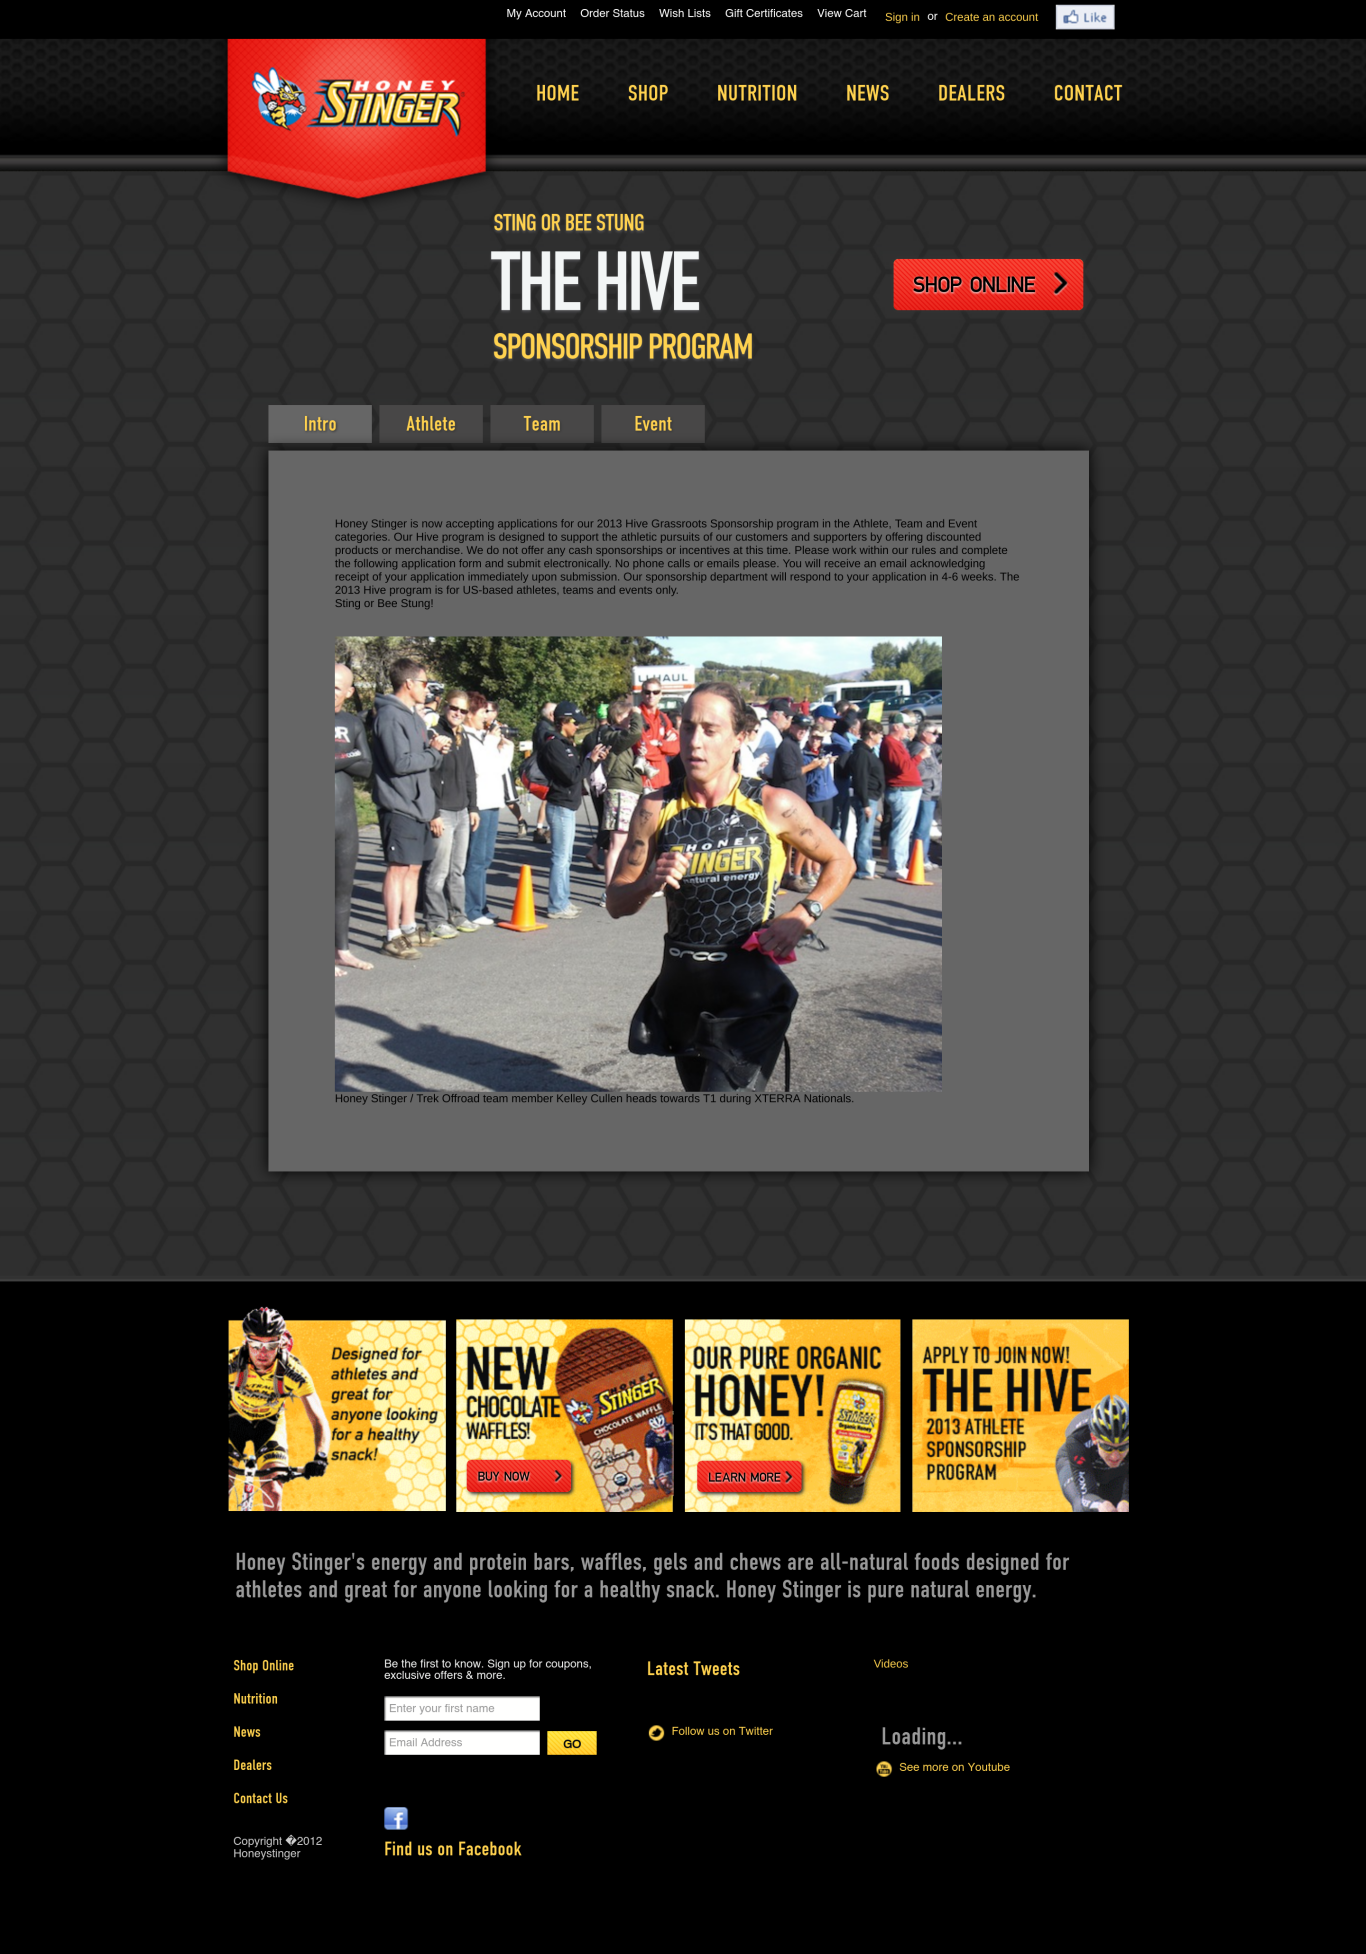 My Account Order Status Wish Lists Gift Certificates View Cart Sign in or Create an account Like
HONEY
STINGER
HOME SHOP NUTRITION NEWS DEALERS CONTACT
STING OR BEE STUNG
THE HIVE
SPONSORSHIP PROGRAM
SHOP ONLINE
Intro Athlete Team Event
Honey Stinger is now accepting applications for our 2013 Hive Grassroots Sponsorship program in the Athlete, Team and Event
categories. Our Hive program is designed to support the athletic pursuits of our customers and supporters by offering discounted
products or merchandise. We do not offer any cash sponsorships or incentives at this time. Please work within our rules and complete
the following application form and submit electronically. No phone calls or emails please. You will receive an email acknowledging
receipt of your application immediately upon submission. Our sponsorship department will respond to your application in 4-6 weeks. The
2013 Hive program is for US-based athletes, teams and events only.
Sting or Bee Stung!
HAUL
HONEY
INGER
natural energy
orca
Honey Stinger / Trek Offroad team member Kelley Cullen heads towards T1 during XTERRA Nationals.
Designed for
athletes and
great for
anyone looking
for a healthy
snack!
NEW
CHOCOLATE
WAFFLES!
BUY NOW
HONEY
STINGER
CHOCOLATE WAFFLE
OUR PURE ORGANIC
HONEY!
IT'S THAT GOOD.
LEARN MORE
STINGER
Organic Honey
APPLY TO JOIN NOW!
THE HIVE
2013 ATHLETE
SPONSORSHIP
PROGRAM
Honey Stinger's energy and protein bars, waffles, gels and chews are all-natural foods designed for
athletes and great for anyone looking for a healthy snack. Honey Stinger is pure natural energy.
Shop Online
Nutrition
News
Dealers
Contact Us
Copyright �2012
Honeystinger
Be the first to know. Sign up for coupons,
exclusive offers & more.
Enter your first name
Email Address GO
Find us on Facebook
Latest Tweets
Follow us on Twitter
Videos
Loading...
See more on Youtube